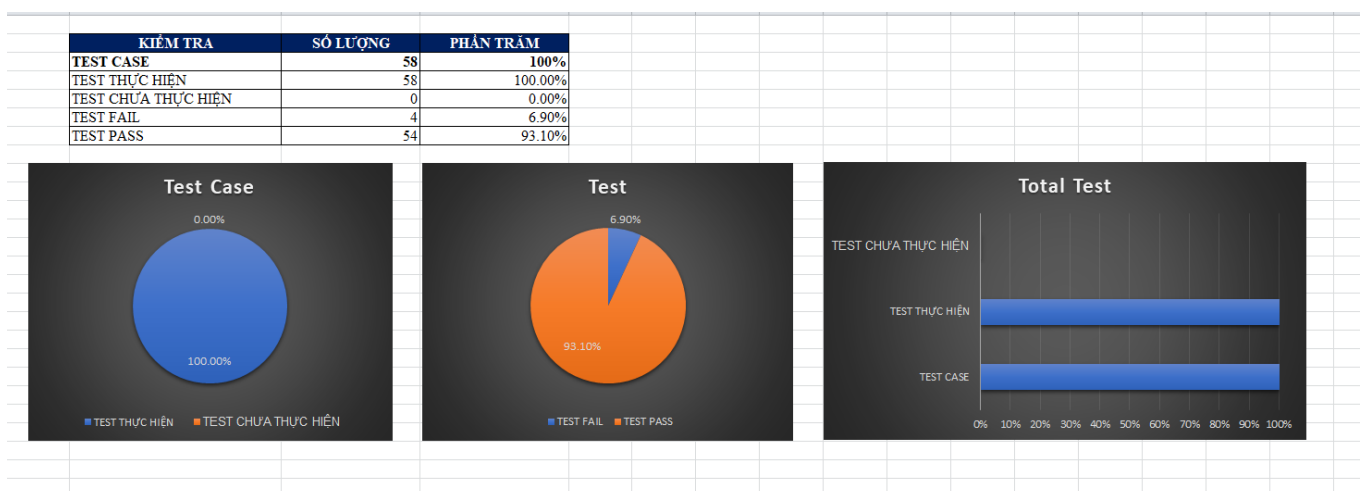 KIỂM TRA SỐ LƯỢNG PHẦN TRĂM
TEST CASE 58 100%
TEST THỰC HIỆN 58 100.00%
TEST CHƯA THỰC HIỆN 0 0.00%
TEST FAIL 4 6.90%
TEST PASS 54 93.10%
Test Case
0.00%
100.00%
TEST THỰC HIỆN TEST CHƯA THỰC HIỆN
Test
6.90%
93.10%
TEST FAIL TEST PASS
Total Test
TEST CHƯA THỰC HIỆN
TEST THỰC HIỆN
TEST CASE
0% 10% 20% 30% 40% 50% 60% 70% 80% 90% 100%